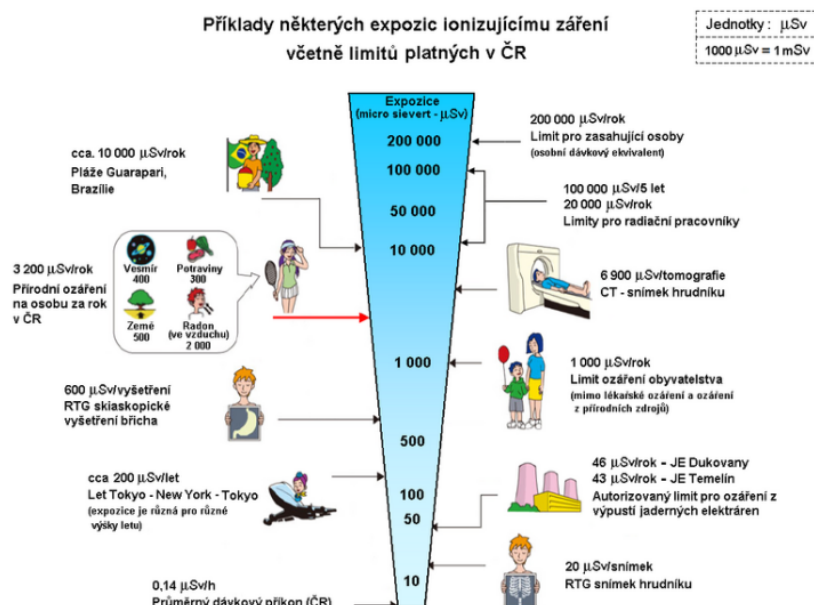 Příklady některých expozic ionizujícímu záření
včetně limitů platných v ČR
Jednotky : μSv
1000 μSv = 1 mSv
Expozice
(micro sievert - μSv)
200 000
100 000
50 000
10 000
1 000
500
100
50
10
cca. 10 000 μSv/rok
Pláže Guarapari,
Brazílie
3 200 μSv/rok
Přírodní ozáření
na osobu za rok
v ČR
Vesmír
400
Potraviny
300
Země
500
Radon
(ve vzduchu)
2 000
600 μSv/vyšetření
RTG skiaskopické
vyšetření břicha
cca 200 μSv/let
Let Tokyo - New York - Tokyo
(expozice je různá pro různé
výšky letu)
0,14 μSv/h
Průměrný dávkový příkon (ČR)
200 000 μSv/rok
Limit pro zasahující osoby
(osobní dávkový ekvivalent)
100 000 μSv/5 let
20 000 μSv/rok
Limity pro radiační pracovníky
6 900 μSv/tomografie
CT - snímek hrudníku
1 000 μSv/rok
Limit ozáření obyvatelstva
(mimo lékařské ozáření a ozáření
z přírodních zdrojů)
46 μSv/rok - JE Dukovany
43 μSv/rok - JE Temelín
Autorizovaný limit pro ozáření z
výpustí jaderných elektráren
20 μSv/snímek
RTG snímek hrudníku